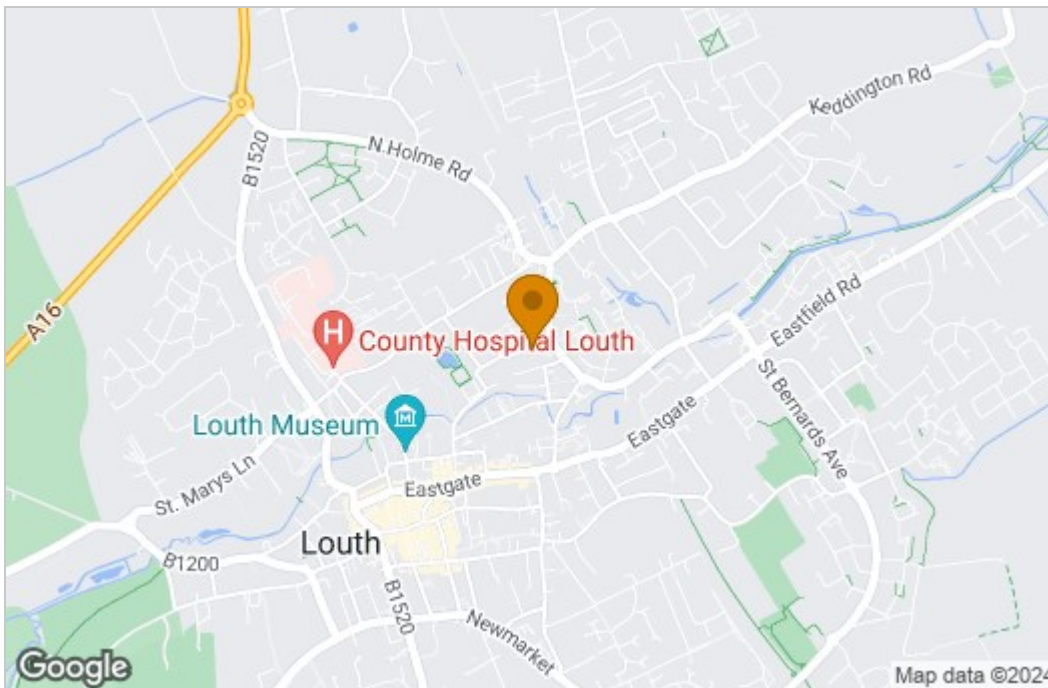 Keddington Rd
N Holme Rd
B1520
A16
Eastfield Rd
H
County Hospital Louth
St Bernards Ave
Louth Museum
M
Eastgate
St. Marys Ln
Eastgate
Louth
B1200
B1520
Newmarket
Google
Map data ©2024